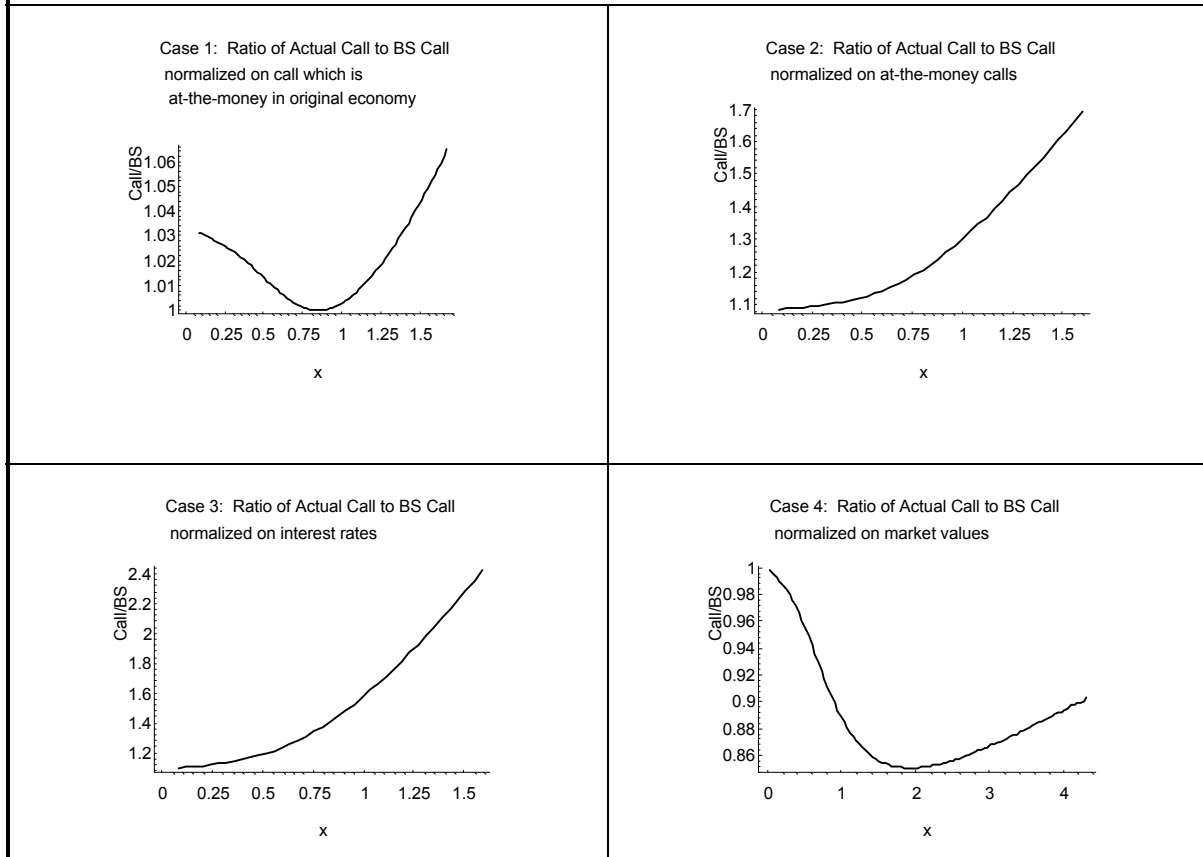 Case 1: Ratio of Actual Call to BS Call
normalized on call which is
at-the-money in original economy
Call/BS
1.06
1.05
1.04
1.03
1.02
1.01
1
0 0.25 0.5 0.75 1 1.25 1.5
x
Case 2: Ratio of Actual Call to BS Call
normalized on at-the-money calls
Call/BS
1.7
1.6
1.5
1.4
1.3
1.2
1.1
0 0.25 0.5 0.75 1 1.25 1.5
x
Case 3: Ratio of Actual Call to BS Call
normalized on interest rates
Call/BS
2.4
2.2
2
1.8
1.6
1.4
1.2
0 0.25 0.5 0.75 1 1.25 1.5
x
Case 4: Ratio of Actual Call to BS Call
normalized on market values
Call/BS
1
0.98
0.96
0.94
0.92
0.9
0.88
0.86
0 1 2 3 4
x